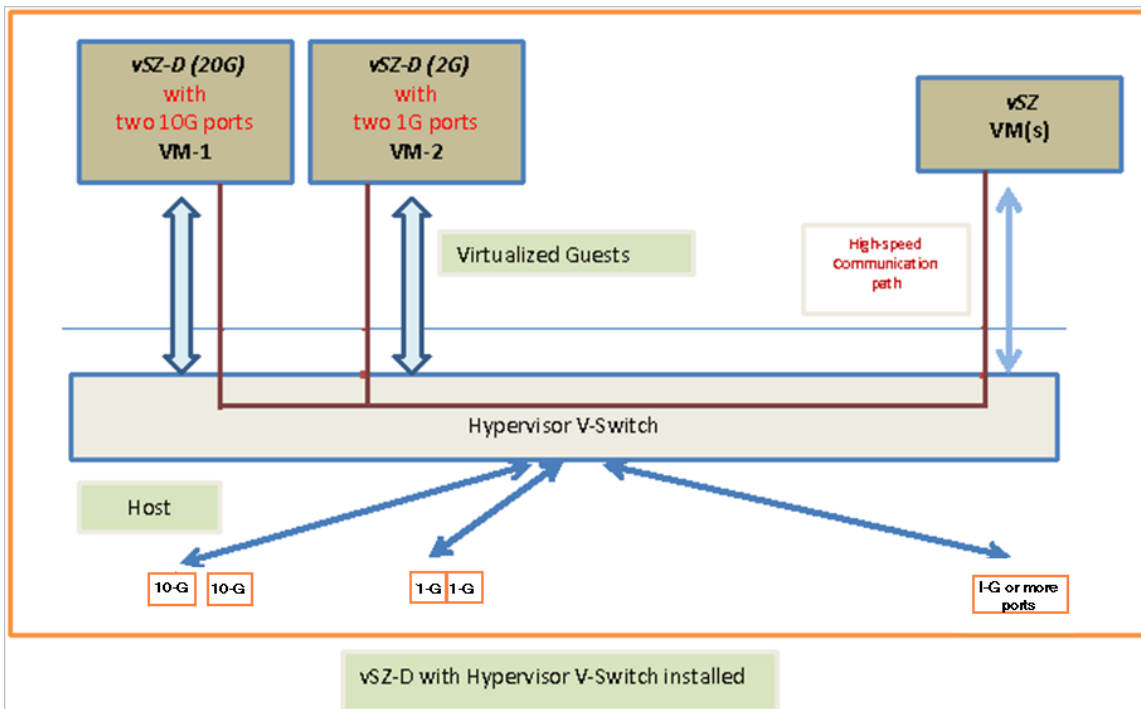 vSZ-D (20G)
with
two 10G ports
VM-1
vSZ-D (2G)
with
two 1G ports
VM-2
vSZ
VM(s)
Virtualized Guests
High-speed
Communication
path
Hypervisor V-Switch
Host
10-G
10-G
1-G
1-G
I-G or more
ports
vSZ-D with Hypervisor V-Switch installed